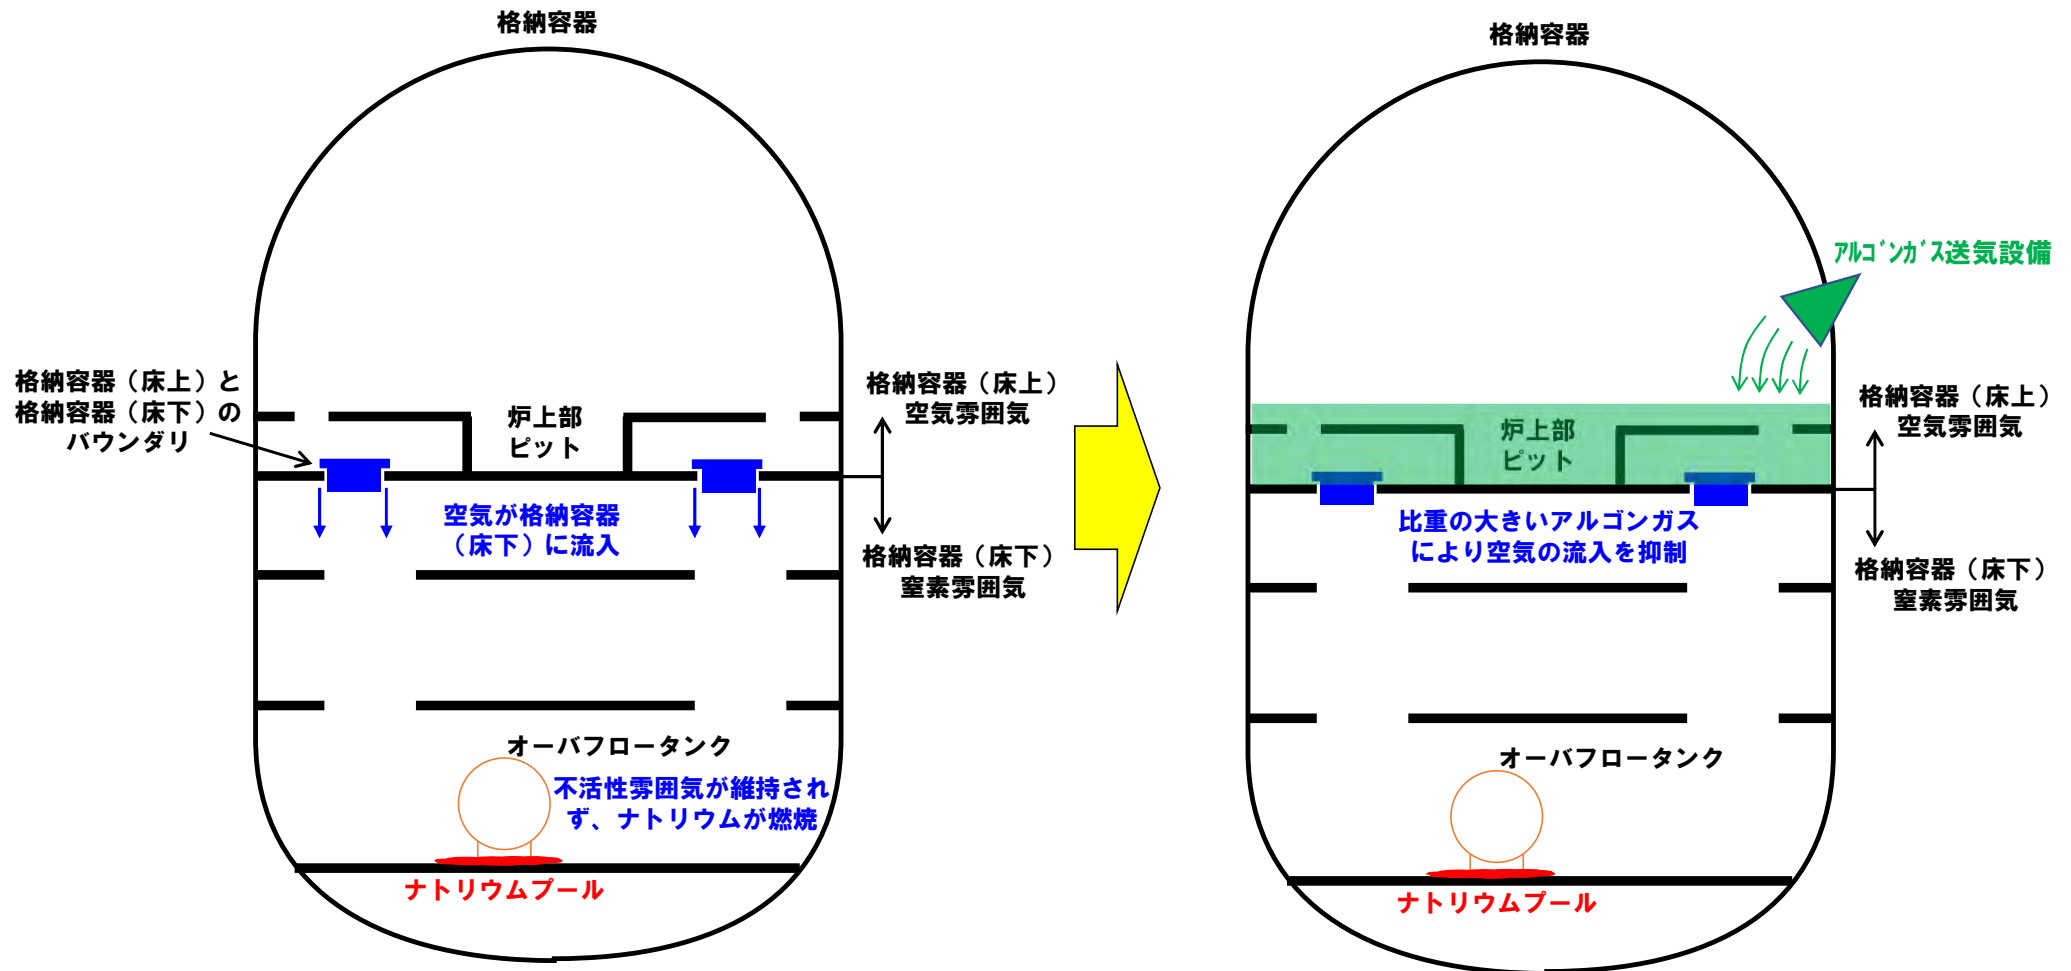 格納容器
格納容器（床上）と
格納容器（床下）の
バウンダリ
炉上部
ピット
格納容器（床上）
空気雰囲気
空気が格納容器
（床下）に流入
格納容器（床下）
窒素雰囲気
オーバフロータンク
不活性雰囲気が維持され
ず、ナトリウムが燃焼
ナトリウムプール
格納容器
ｱﾙｺﾞﾝｶﾞｽ送気設備
炉上部
ピット
格納容器（床上）
空気雰囲気
比重の大きいアルゴンガス
により空気の流入を抑制
格納容器（床下）
窒素雰囲気
オーバフロータンク
ナトリウムプール